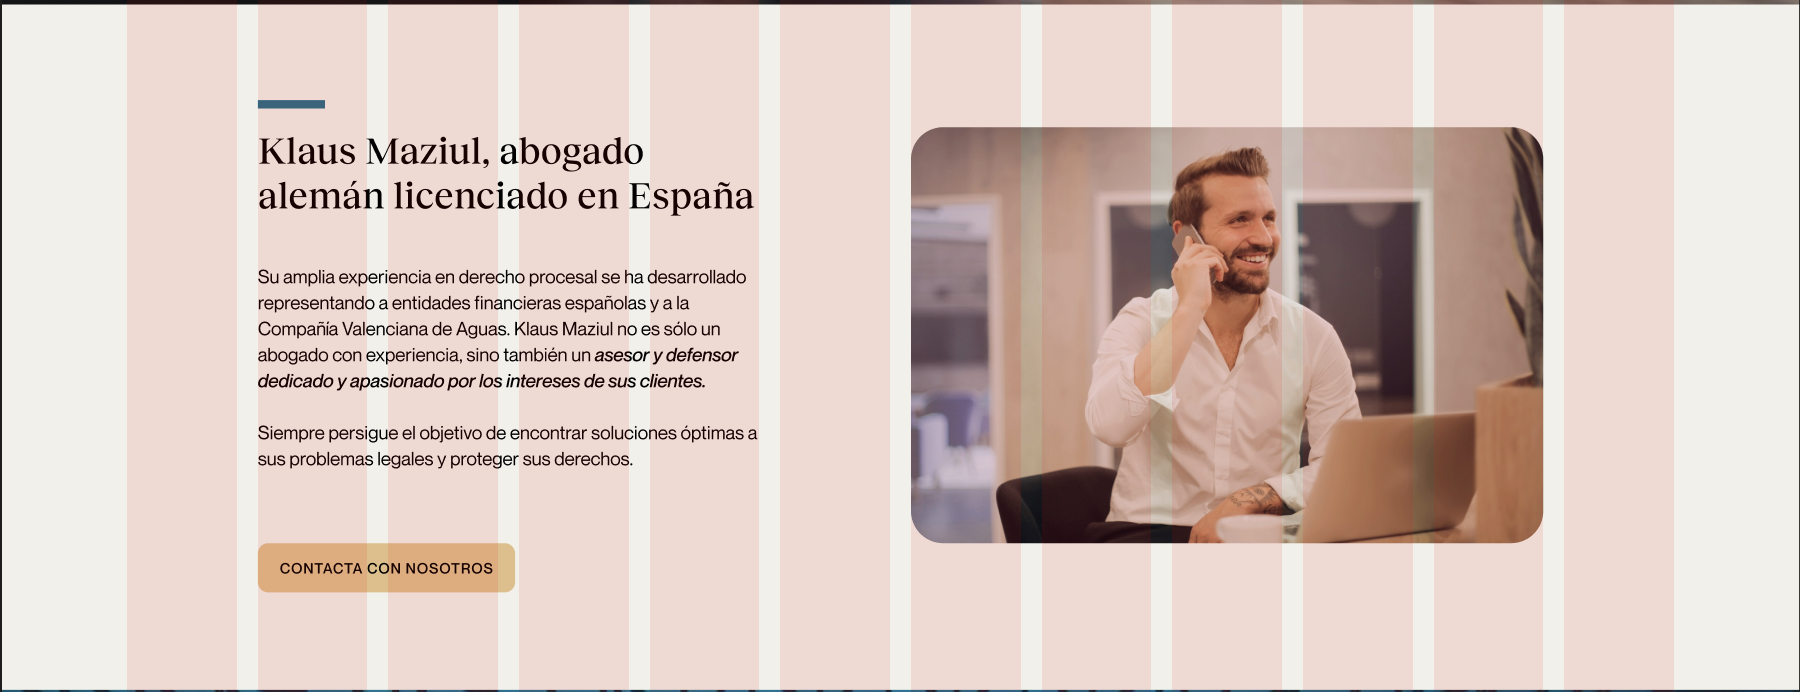 Klaus Maziul, abogado
alemán licenciado en España
Su amplia experiencia en derecho procesal se ha desarrollado
representando a entidades financieras españolas y a la
Compañía Valenciana de Aguas. Klaus Maziul no es sólo un
abogado con experiencia, sino también un asesor y defensor
dedicado y apasionado por los intereses de sus clientes.
Siempre persigue el objetivo de encontrar soluciones óptimas a
sus problemas legales y proteger sus derechos.
CONTACTA CON NOSOTROS